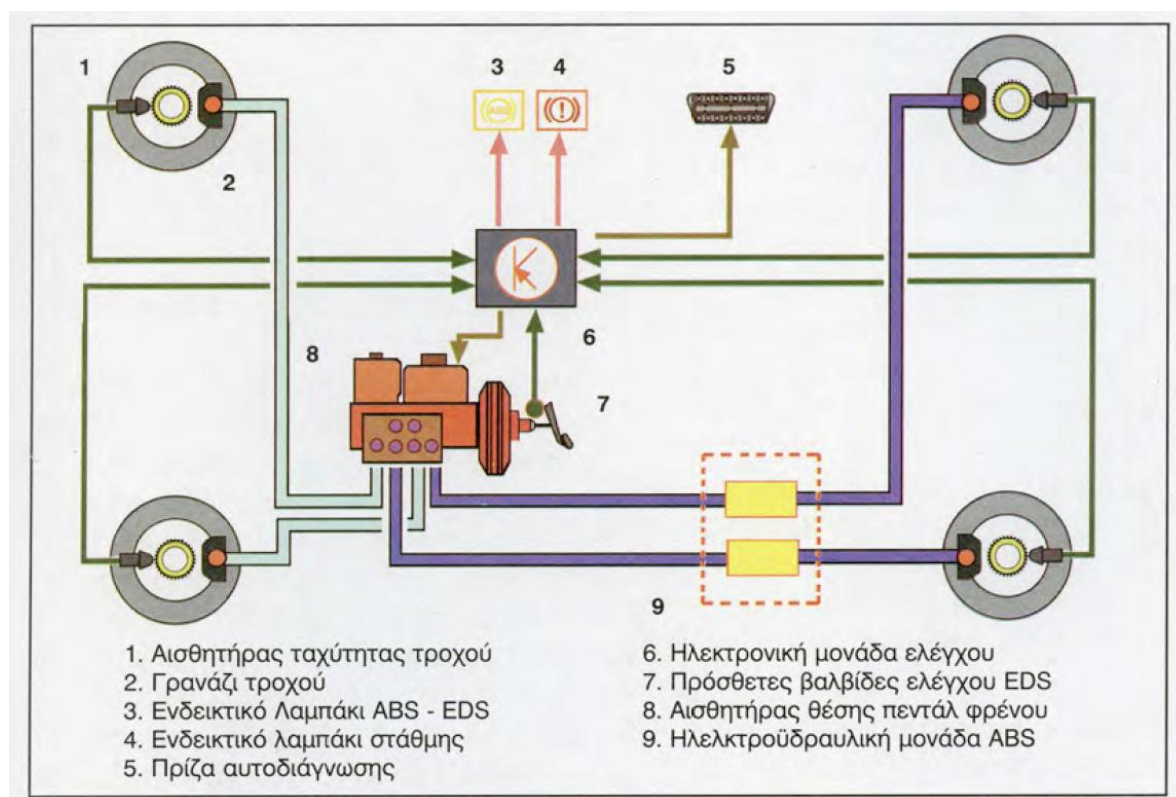 1
3
4
5
ABS
2
6
8
7
9
1. Αισθητήρας ταχύτητας τροχού
2. Γρανάζι τροχού
3. Ενδεικτικό Λαμπάκι ABS - EDS
4. Ενδεικτικό λαμπάκι στάθμης
5. Πρίζα αυτοδιάγνωσης
6. Ηλεκτρονική μονάδα ελέγχου
7. Πρόσθετες βαλβίδες ελέγχου EDS
8. Αισθητήρας θέσης πεντάλ φρένου
9. Ηλελκτροϋδραυλική μονάδα ABS